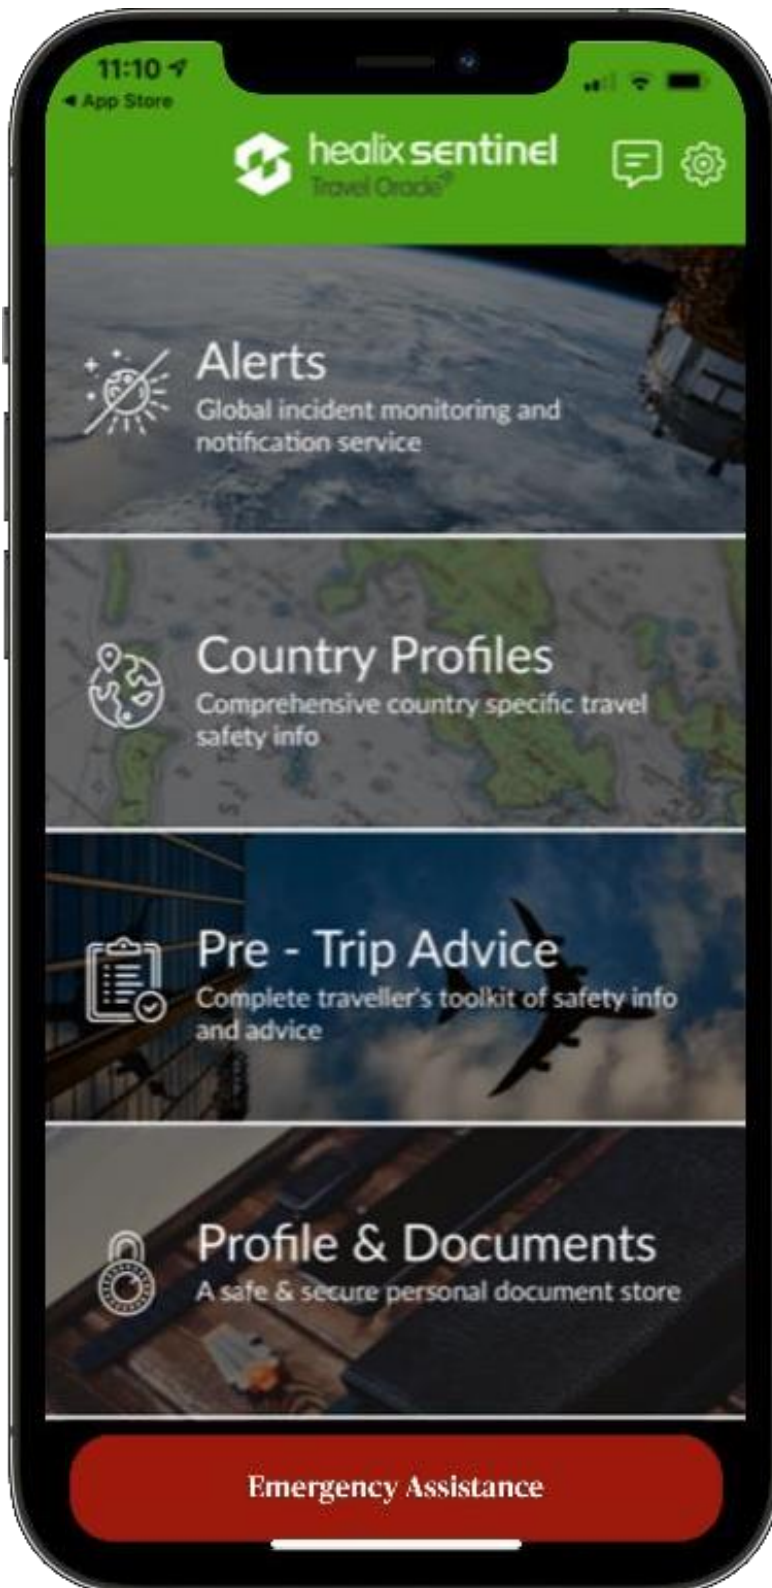 11:10
◀ App Store
healix sentinel
Travel Oracle
Alerts
Global incident monitoring and
notification service
Country Profiles
Comprehensive country specific travel
safety info
Pre - Trip Advice
Complete traveller's toolkit of safety info
and advice
Profile & Documents
A safe & secure personal document store
Emergency Assistance